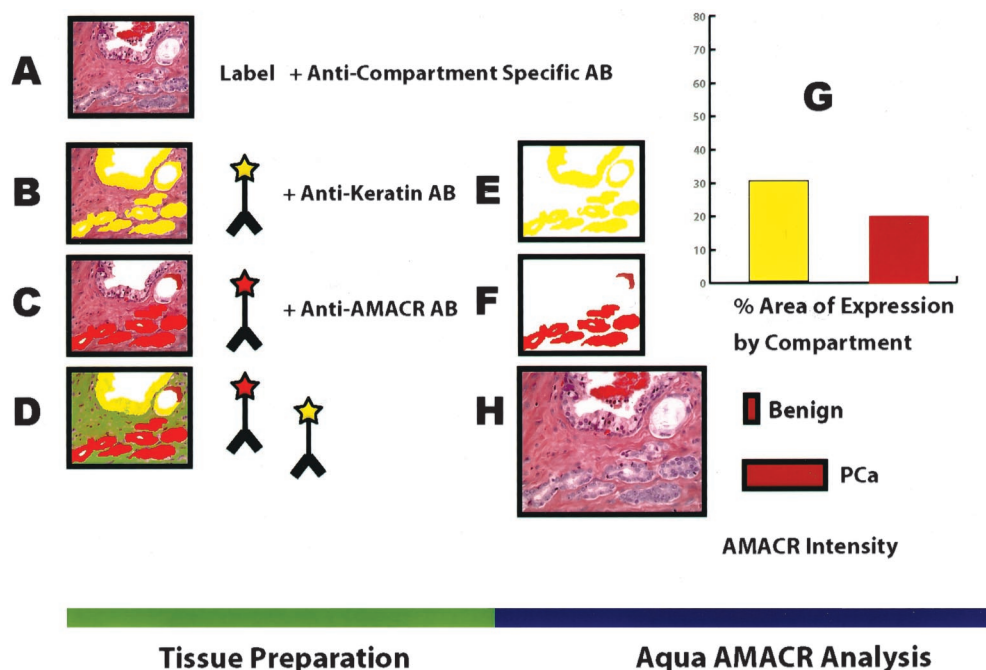 A
Label + Anti-Compartment Specific AB
B
+ Anti-Keratin AB
C
+ Anti-AMACR AB
D
E
F
80
70
60
50
40
30
20
10
0
G
% Area of Expression
by Compartment
H
Benign
PCa
AMACR Intensity
Tissue Preparation
Aqua AMACR Analysis